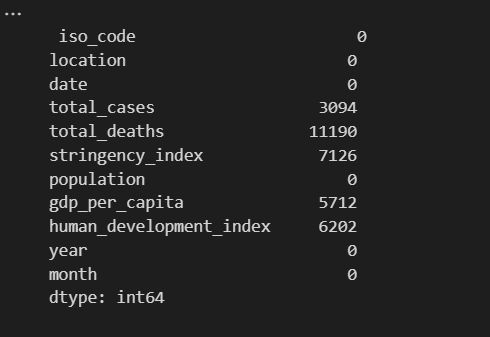 ...
iso_code 0
location 0
date 0
total_cases 3094
total_deaths 11190
stringency_index 7126
population 0
gdp_per_capita 5712
human_development_index 6202
year 0
month 0
dtype: int64